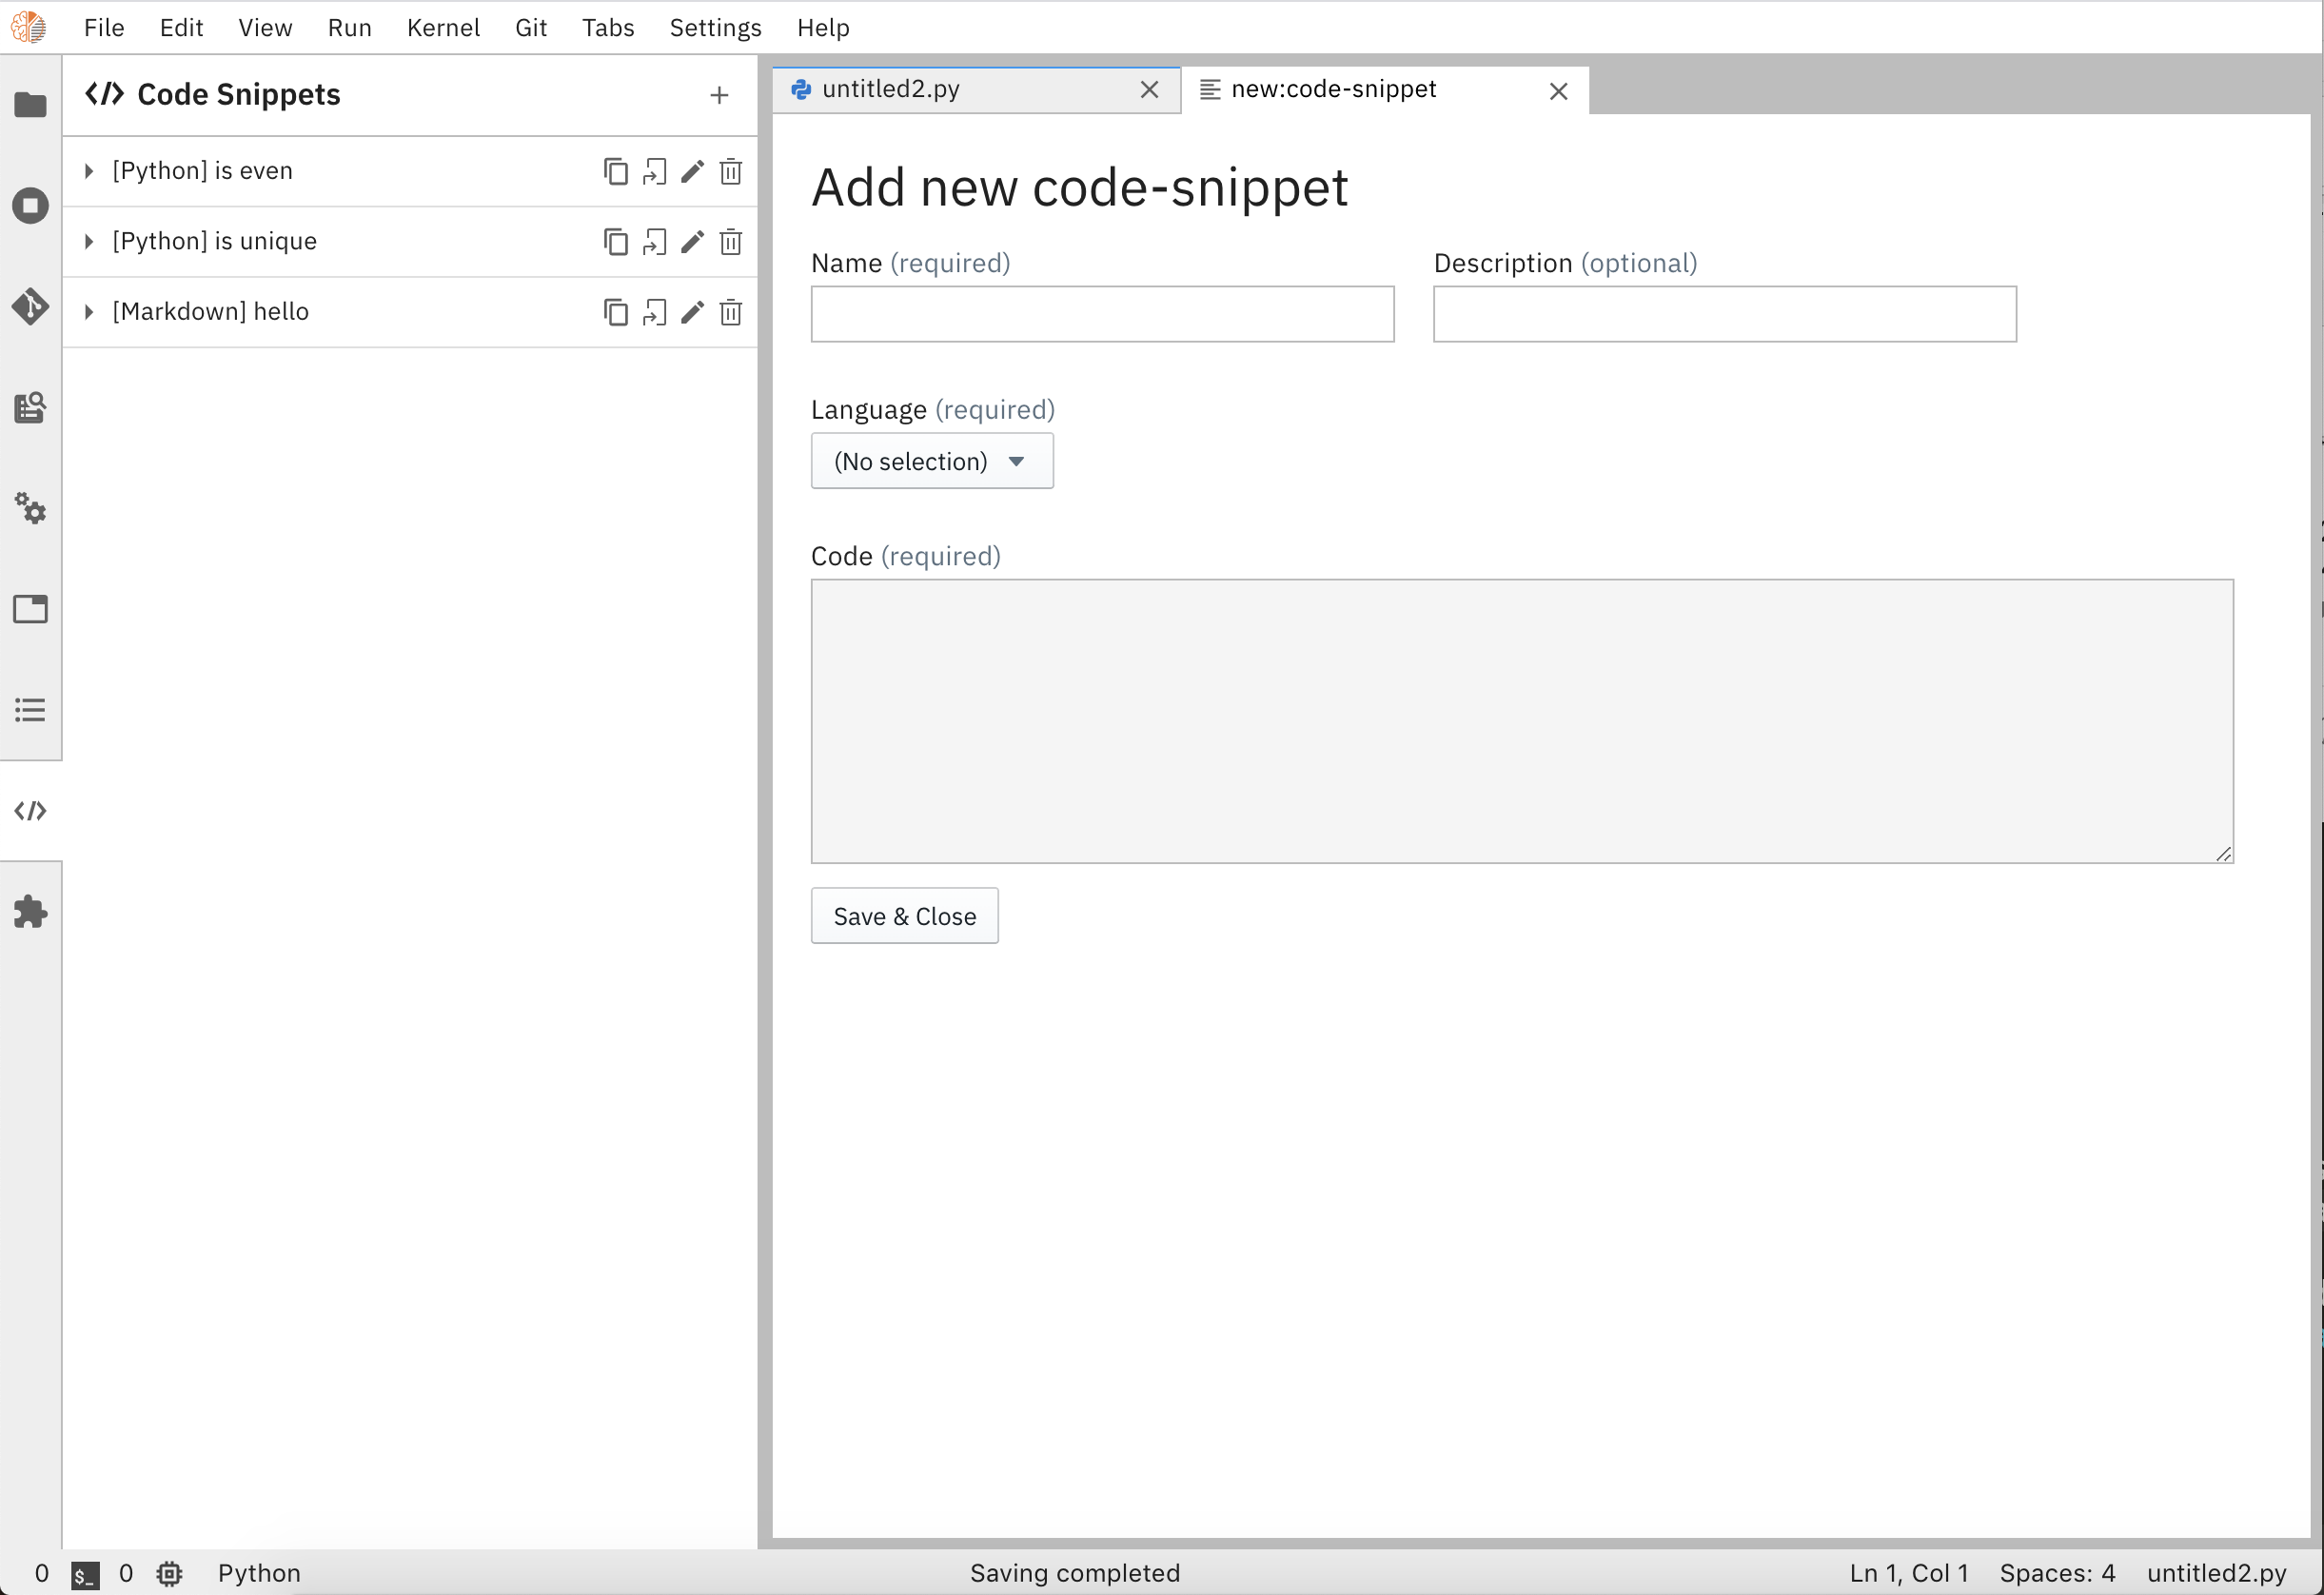 File Edit View Run Kernel Git Tabs Settings Help
</> Code Snippets +
[Python] is even
[Python] is unique
[Markdown] hello
untitled2.py
new:code-snippet
Add new code-snippet
Name (required) Description (optional)
Language (required)
(No selection)
Code (required)
Save & Close
0 $_ 0 Python Saving completed Ln 1, Col 1 Spaces: 4 untitled2.py